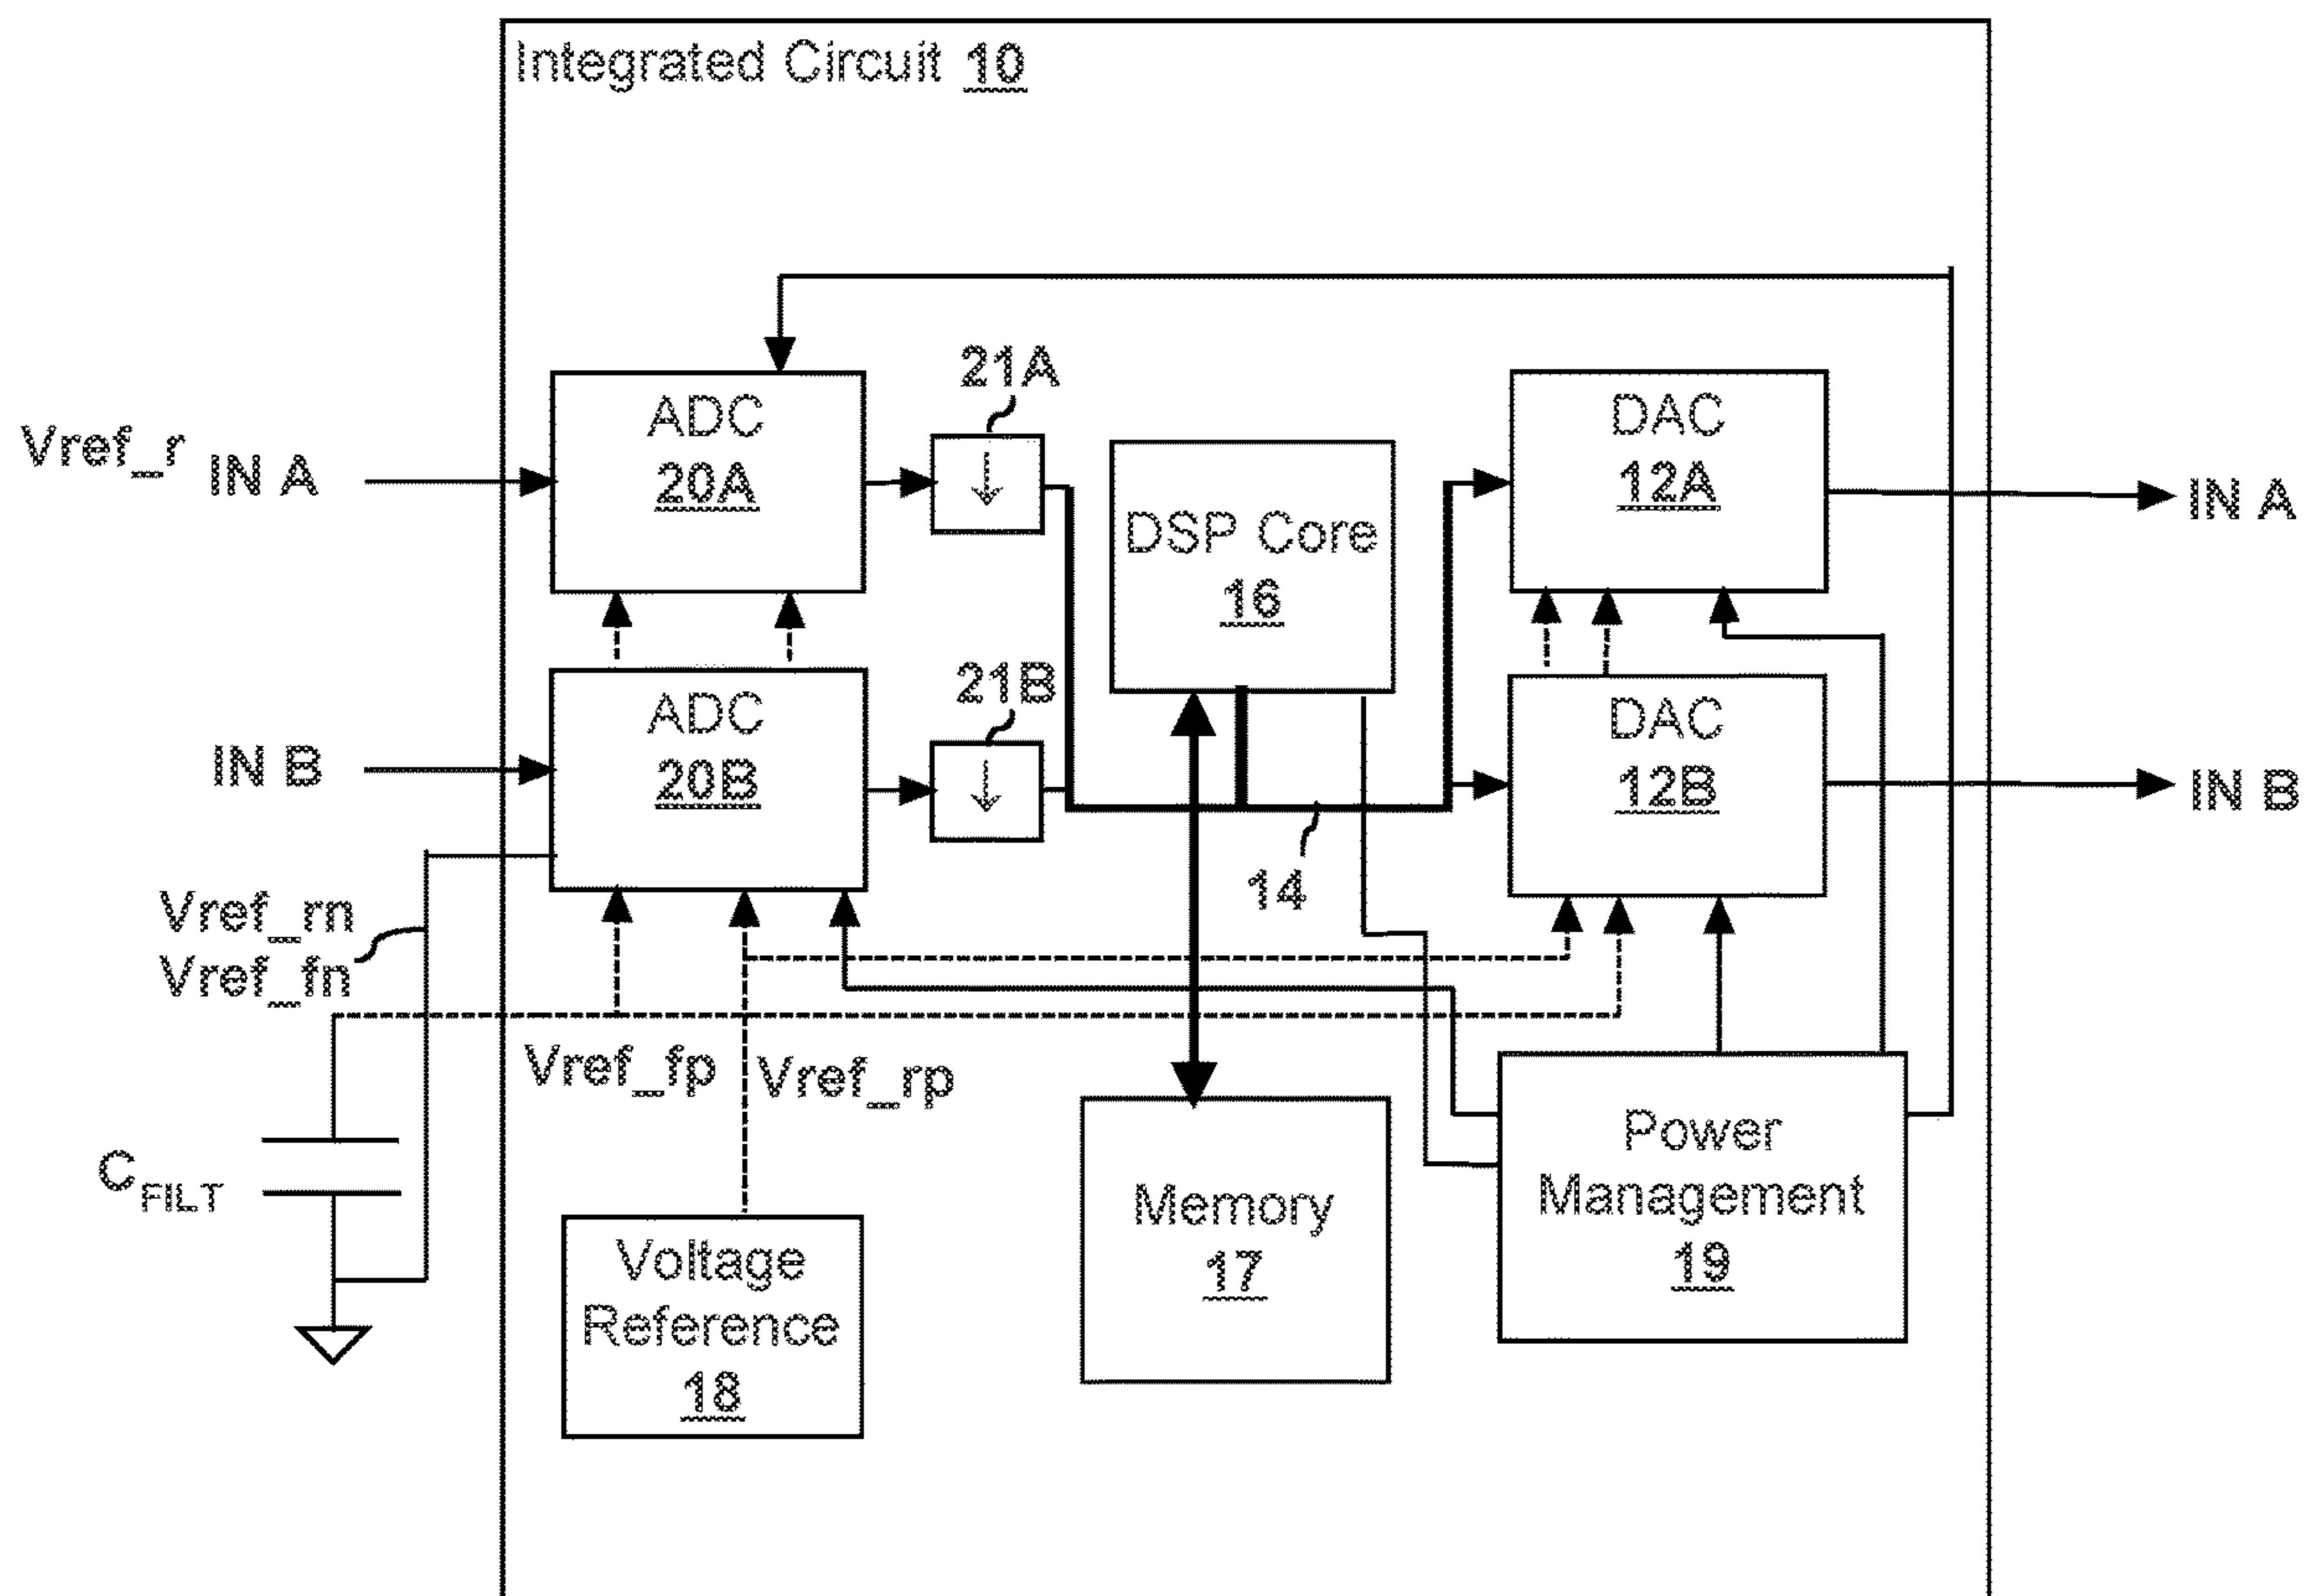 Integrated Circuit 10
21A
ADC
20A
DAC
12A
Vref_r
IN A
IN A
DSP Core
16
21B
ADC
20B
DAC
12B
IN B
IN B
14
Vref_rn
Vref_fn
Vref_fp
Vref_rp
C FILT
Voltage
Reference
18
Memory
17
Power
Management
19